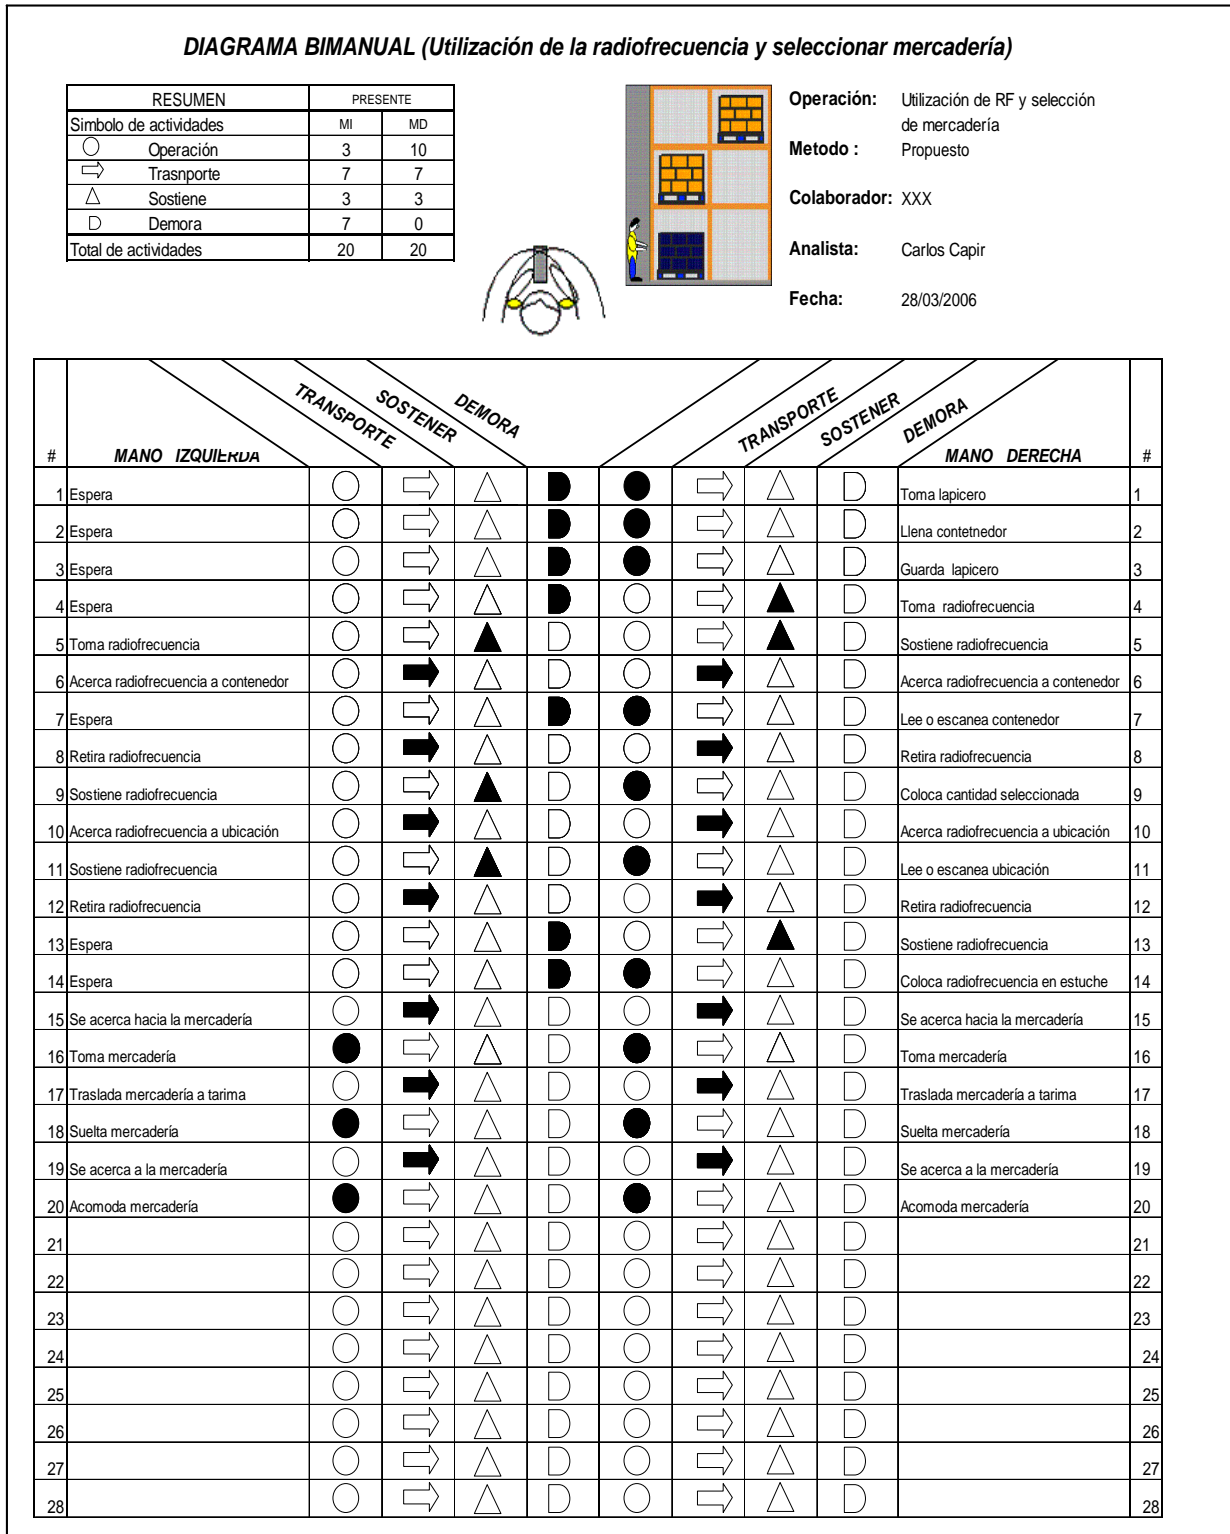 DIAGRAMA BIMANUAL (Utilización de la radiofrecuencia y seleccionar mercadería)
RESUMEN PRESENTE
Simbolo de actividades MI MD
Operación 3 10
Trasnporte 7 7
Sostiene 3 3
D Demora 7 0
Total de actividades 20 20
Operación: Utilización de RF y selección
de mercadería
Metodo : Propuesto
Colaborador: XXX
Analista: Carlos Capir
Fecha: 28/03/2006
TRANSPORTE SOSTENER DEMORA TRANSPORTE SOSTENER DEMORA
# MANO IZQUIERDA MANO DERECHA #
1 Espera Toma lapicero 1
2 Espera Llena contetnedor 2
3 Espera Guarda lapicero 3
4 Espera Toma radiofrecuencia 4
5 Toma radiofrecuencia Sostiene radiofrecuencia 5
6 Acerca radiofrecuencia a contenedor Acerca radiofrecuencia a contenedor 6
7 Espera Lee o escanea contenedor 7
8 Retira radiofrecuencia Retira radiofrecuencia 8
9 Sostiene radiofrecuencia Coloca cantidad seleccionada 9
10 Acerca radiofrecuencia a ubicación Acerca radiofrecuencia a ubicación 10
11 Sostiene radiofrecuencia Lee o escanea ubicación 11
12 Retira radiofrecuencia Retira radiofrecuencia 12
13 Espera Sostiene radiofrecuencia 13
14 Espera Coloca radiofrecuencia en estuche 14
15 Se acerca hacia la mercadería Se acerca hacia la mercadería 15
16 Toma mercadería Toma mercadería 16
17 Traslada mercadería a tarima Traslada mercadería a tarima 17
18 Suelta mercadería Suelta mercadería 18
19 Se acerca a la mercadería Se acerca a la mercadería 19
20 Acomoda mercadería Acomoda mercadería 20
21 21
22 22
23 23
24 24
25 25
26 26
27 27
28 28